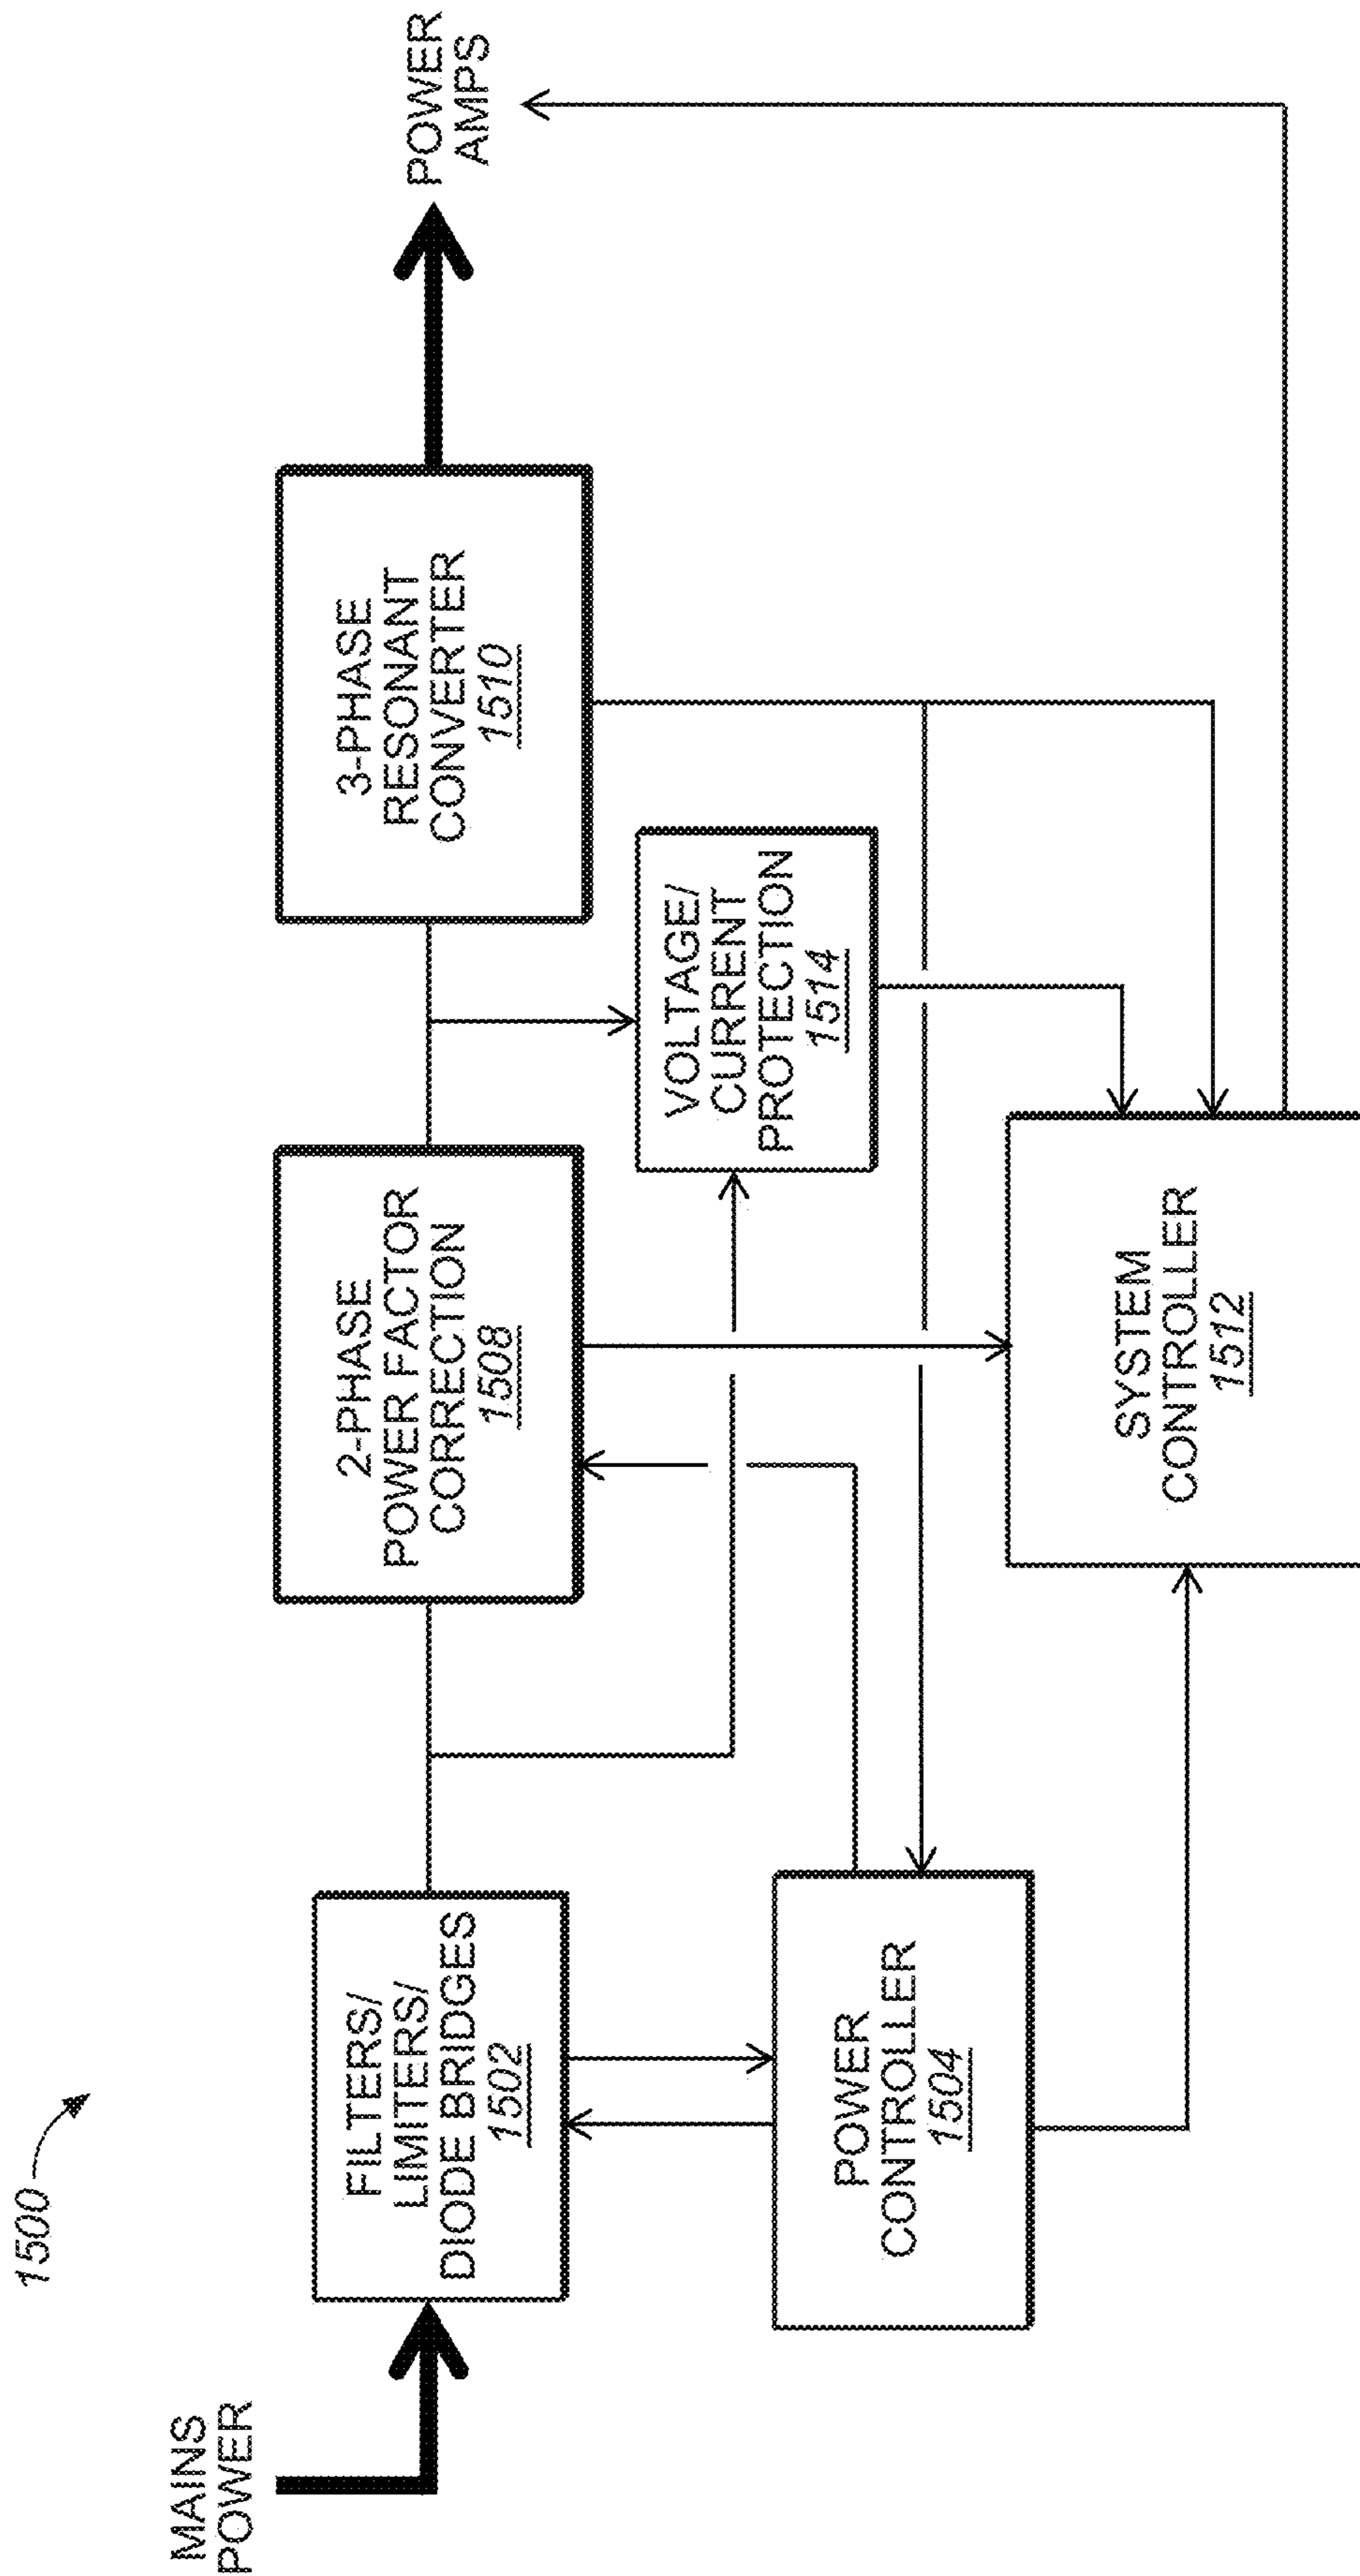 1500
MAINS
POWER
FILTERS/
LIMITERS/
DIODE BRIDGES
1502
2-PHASE
POWER FACTOR
CORRECTION
1508
3-PHASE
RESONANT
CONVERTER
1510
POWER
AMPS
VOLTAGE/
CURRENT
PROTECTION
1514
POWER
CONTROLLER
1504
SYSTEM
CONTROLLER
1512